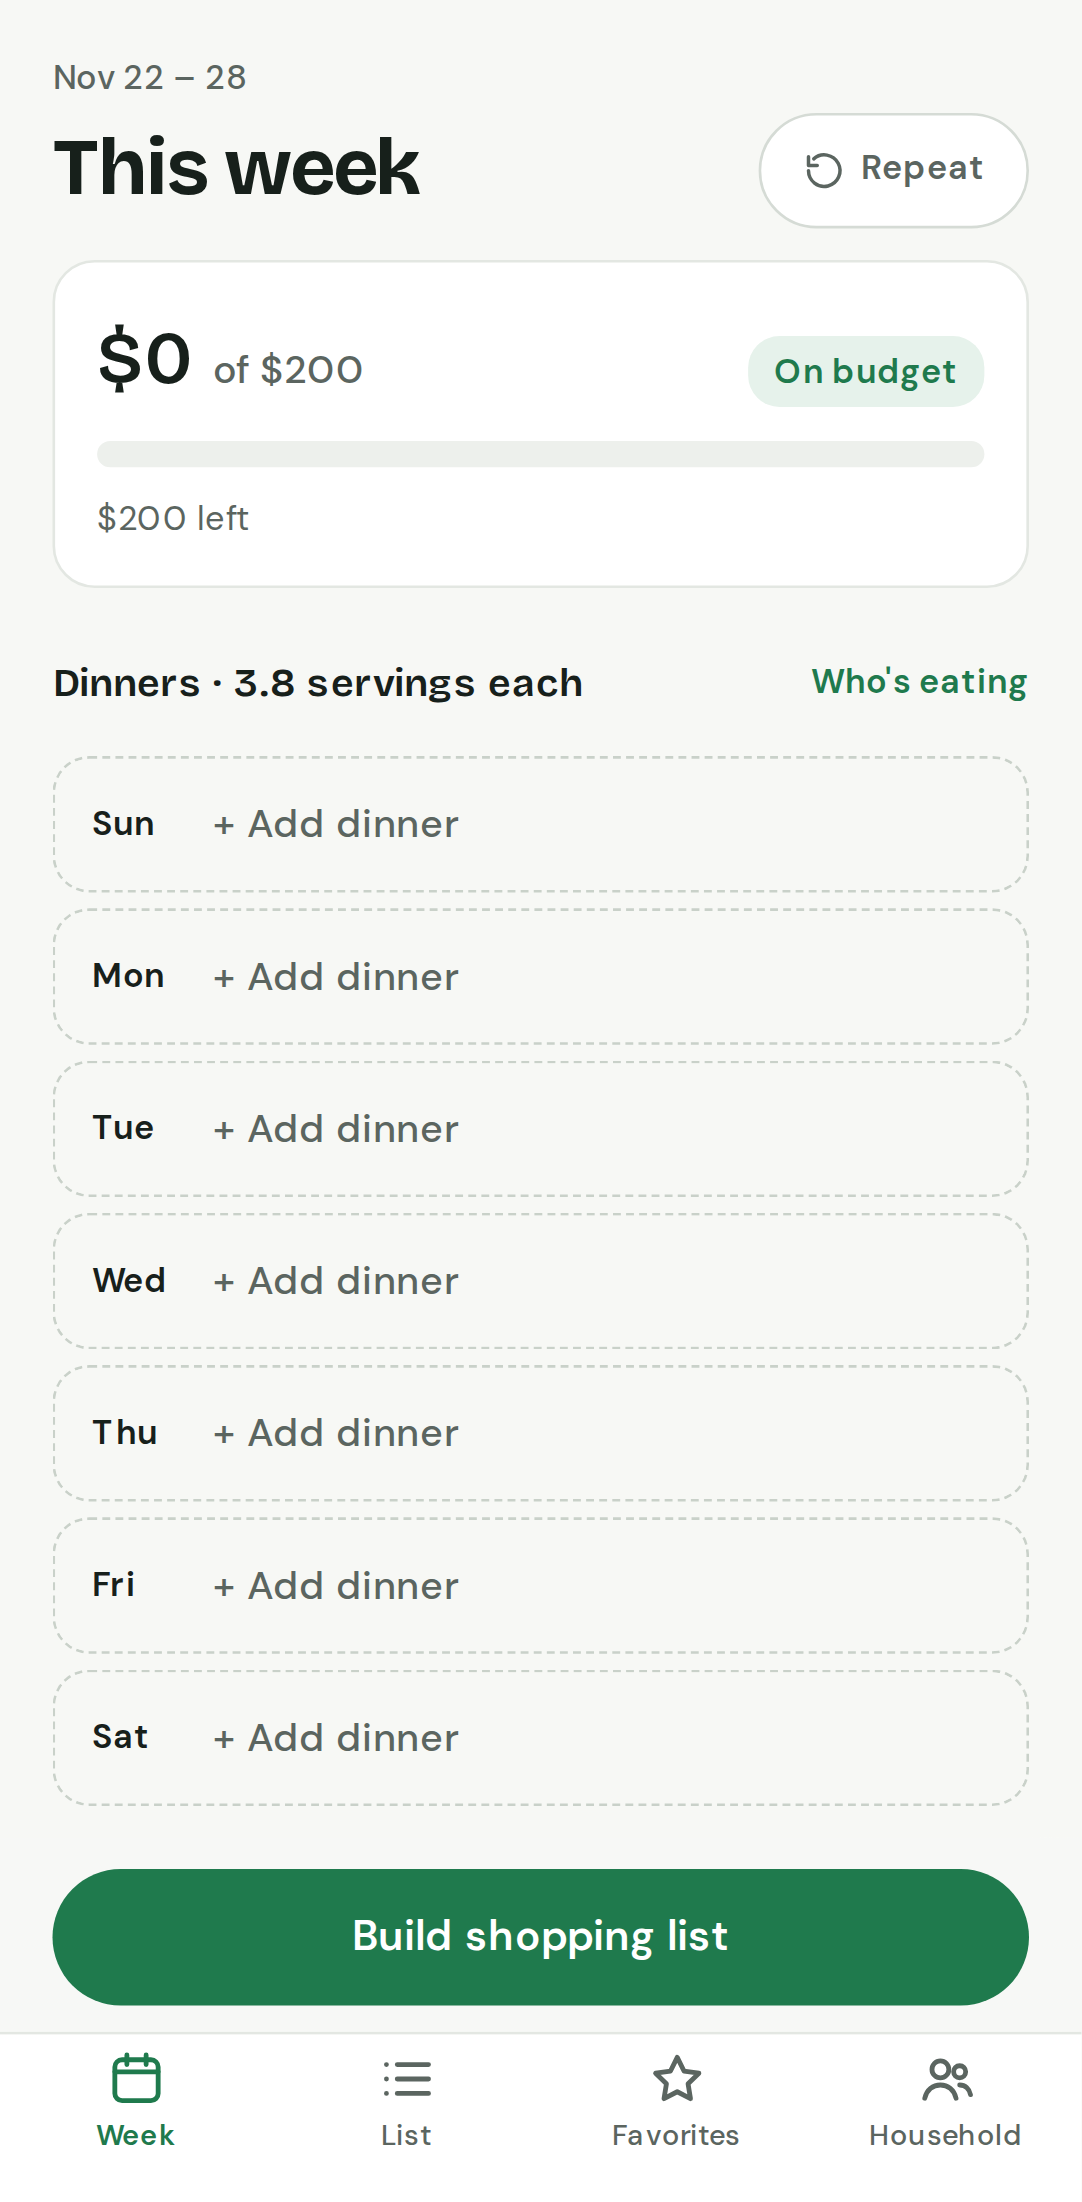 Nov 22 – 28
This week
Repeat
$0 of $200
On budget
$200 left
Dinners · 3.8 servings each
Who's eating
Sun + Add dinner
Mon + Add dinner
Tue + Add dinner
Wed + Add dinner
Thu + Add dinner
Fri + Add dinner
Sat + Add dinner
Build shopping list
Week
List
Favorites
Household